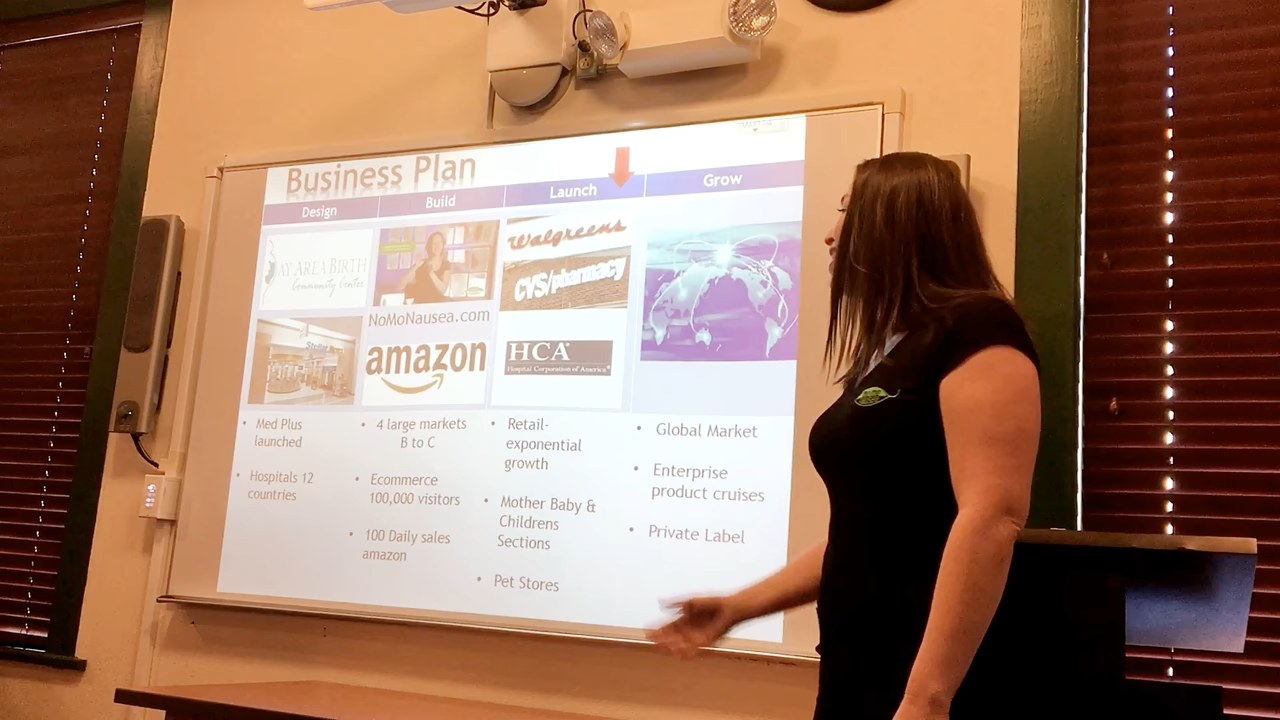 Business Plan
Design
Build
Launch
Grow
AY AREA BIRTH
Community Center
NoMoNausea.com
amazon
Walgreens
CVS/pharmacy
HCA
Hospital Corporation of America
• Med Plus
launched
• Hospitals 12
countries
• 4 large markets
B to C
• Ecommerce
100,000 visitors
• 100 Daily sales
amazon
• Retail-
exponential
growth
• Mother Baby &
Childrens
Sections
• Pet Stores
• Global Market
• Enterprise
product cruises
• Private Label